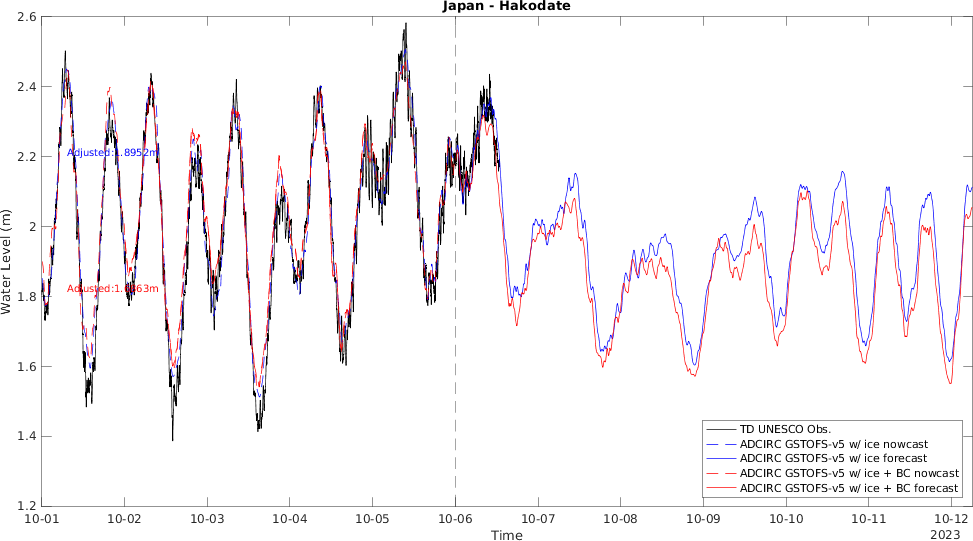 Japan - Hakodate
2.6
2.4
2.2
2
1.8
1.6
1.4
1.2
Water Level (m)
Adjusted:1.8952m
TD UNESCO Obs.
ADCIRC GSTOFS-v5 w/ ice nowcast
ADCIRC GSTOFS-v5 w/ ice forecast
ADCIRC GSTOFS-v5 w/ ice + BC nowcast
ADCIRC GSTOFS-v5 w/ ice + BC forecast
10-01 10-02 10-03 10-04 10-05 10-06 10-07 10-08 10-09 10-10 10-11 10-12
Time
2023